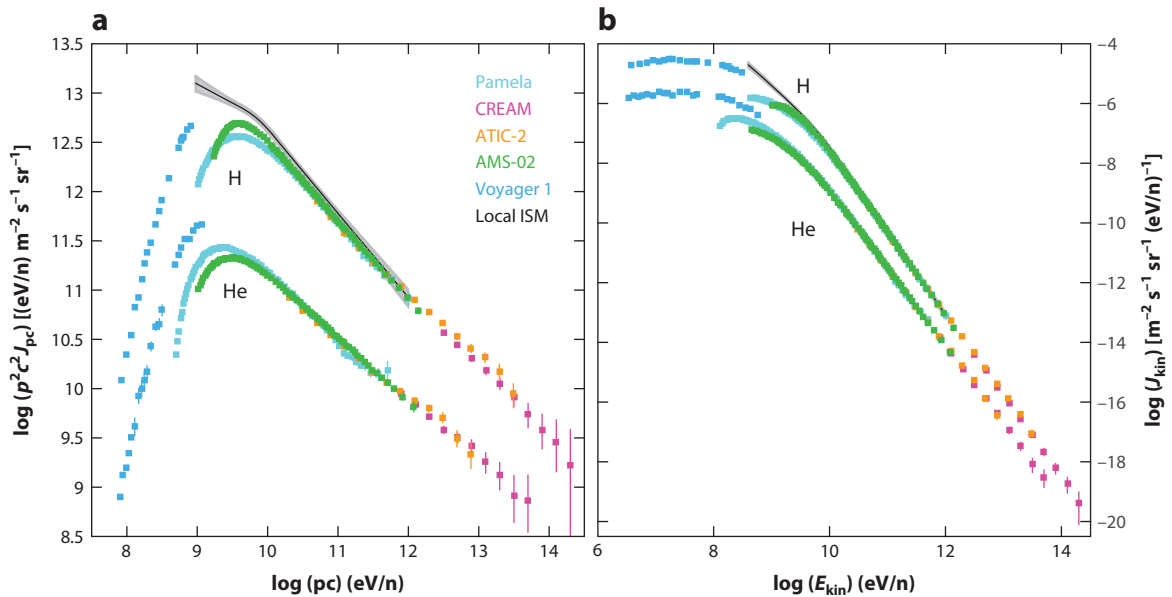 a
13.5
13
12.5
12
11.5
11
10.5
10
9.5
9
8.5
log (p²c²J_pc) [(eV/n) m⁻² s⁻¹ sr⁻¹]
Pamela
CREAM
ATIC-2
AMS-02
Voyager 1
Local ISM
H
He
8 9 10 11 12 13 14
log (pc) (eV/n)
b
H
He
−4
−6
−8
−10
−12
−14
−16
−18
−20
log (J_kin) [m⁻² s⁻¹ sr⁻¹ (eV/n)⁻¹]
6 8 10 12 14
log (E_kin) (eV/n)